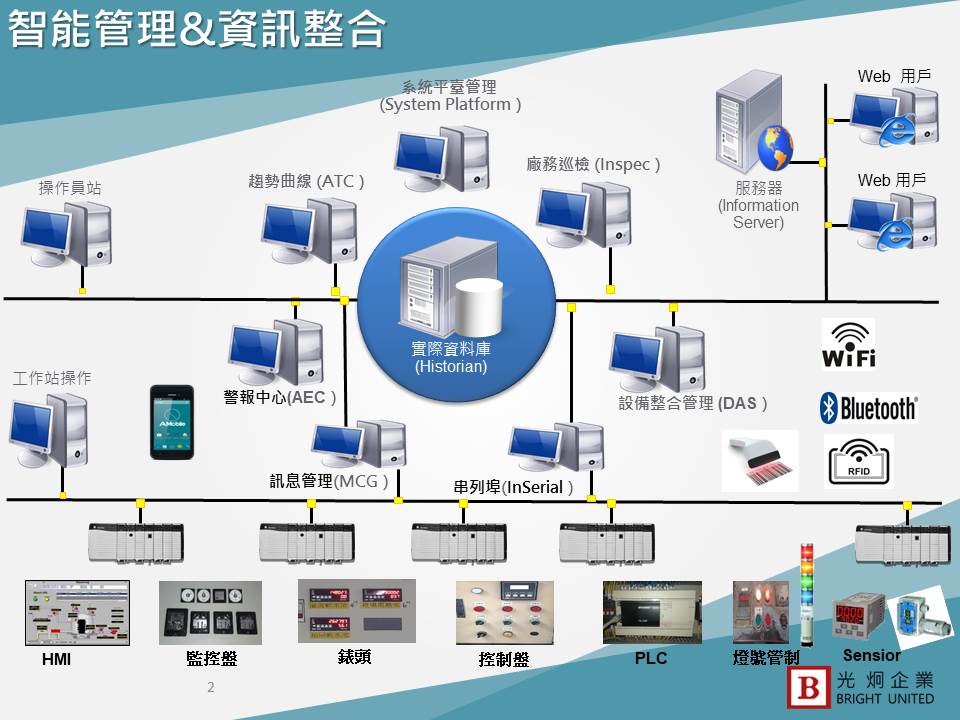 智能管理&資訊整合
系統平臺管理
(System Platform )
Web 用戶
趨勢曲線 (ATC )
廠務巡檢 (Inspec )
操作員站
服務器
(Information
Server)
Web 用戶
實際資料庫
(Historian)
WiFi
工作站操作
警報中心(AEC )
設備整合管理 (DAS )
Bluetooth
AiMobile
RFID
訊息管理(MCG )
串列埠(InSerial )
HMI
監控盤
錶頭
控制盤
PLC
燈號管制
Sensior
2
B
光炯企業
BRIGHT UNITED